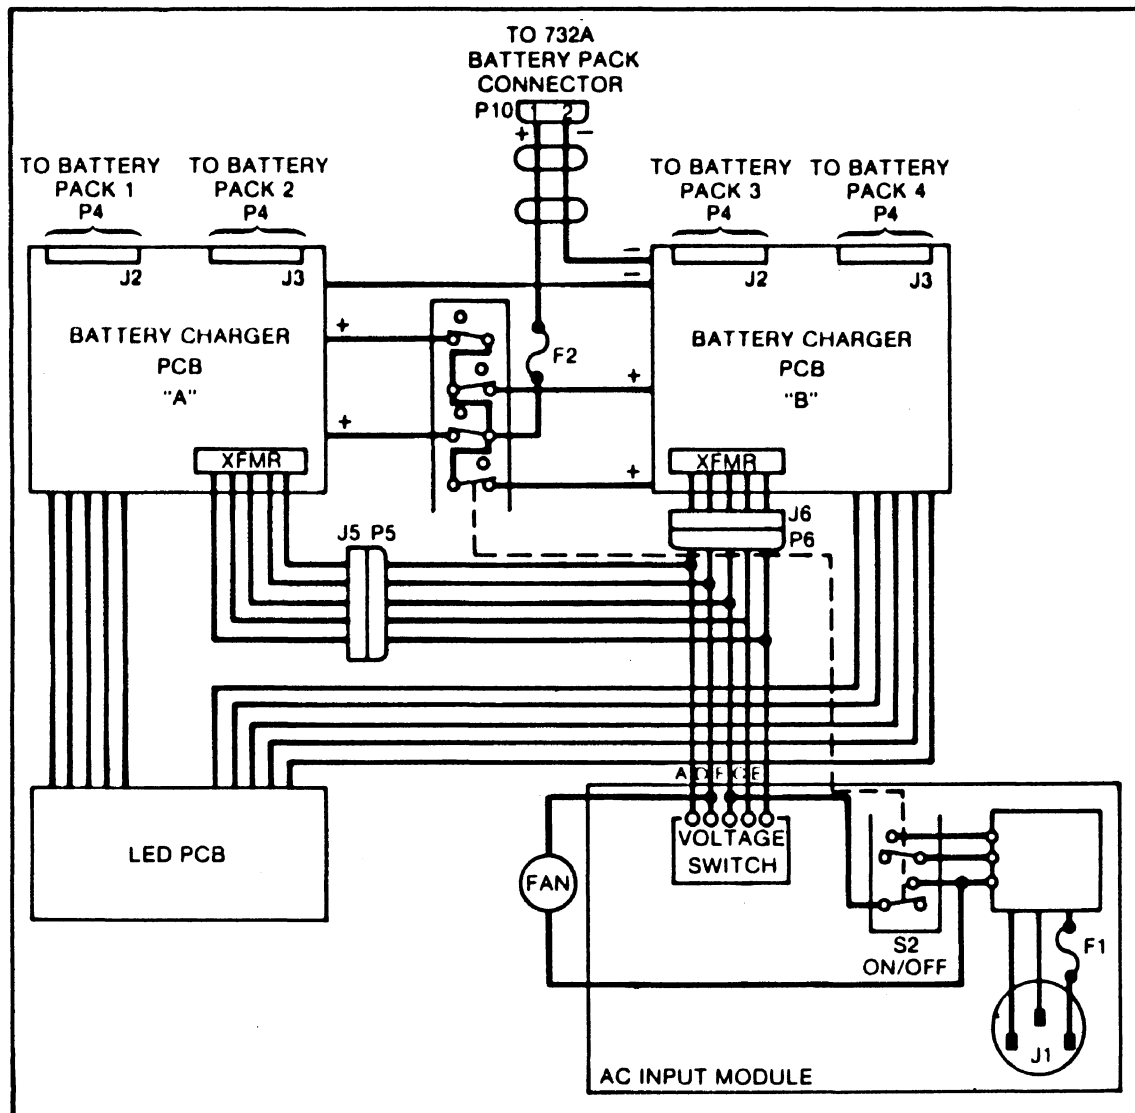 TO 732A
BATTERY PACK
CONNECTOR
P10 1 2
+ −
TO BATTERY
PACK 1
P4
TO BATTERY
PACK 2
P4
TO BATTERY
PACK 3
P4
TO BATTERY
PACK 4
P4
J2
J3
BATTERY CHARGER
PCB
"A"
XFMR
+
+
F2
−
−
+
+
J2
J3
BATTERY CHARGER
PCB
"B"
XFMR
J5 P5
J6
P6
LED PCB
A
VOLTAGE
SWITCH
FAN
S2
ON/OFF
F1
J1
AC INPUT MODULE